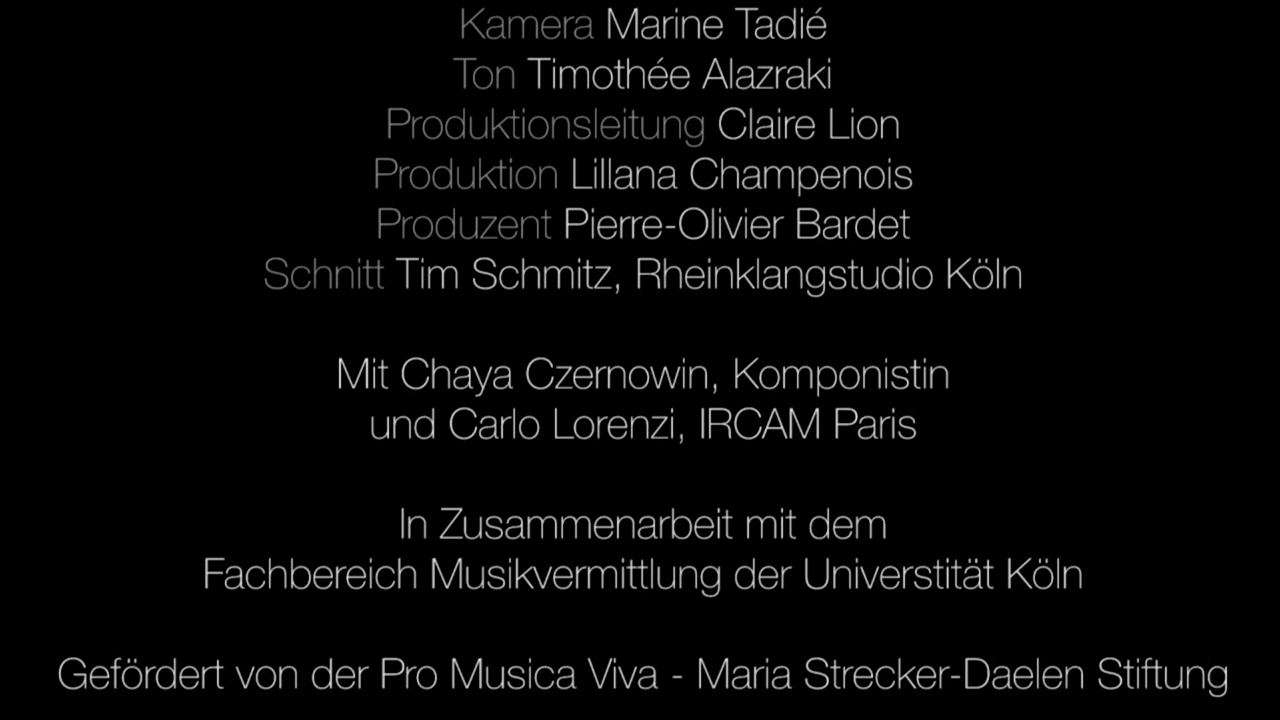 Kamera Marine Tadié
Ton Timothée Alazraki
Produktionsleitung Claire Lion
Produktion Lillana Champenois
Produzent Pierre-Olivier Bardet
Schnitt Tim Schmitz, Rheinklangstudio Köln
Mit Chaya Czernowin, Komponistin
und Carlo Lorenzi, IRCAM Paris
In Zusammenarbeit mit dem
Fachbereich Musikvermittlung der Universtität Köln
Gefördert von der Pro Musica Viva - Maria Strecker-Daelen Stiftung